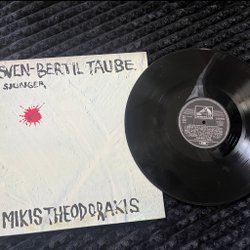 SVEN-BERTIL TAUBE
SJUNGER
MIKIS THEODORAKIS